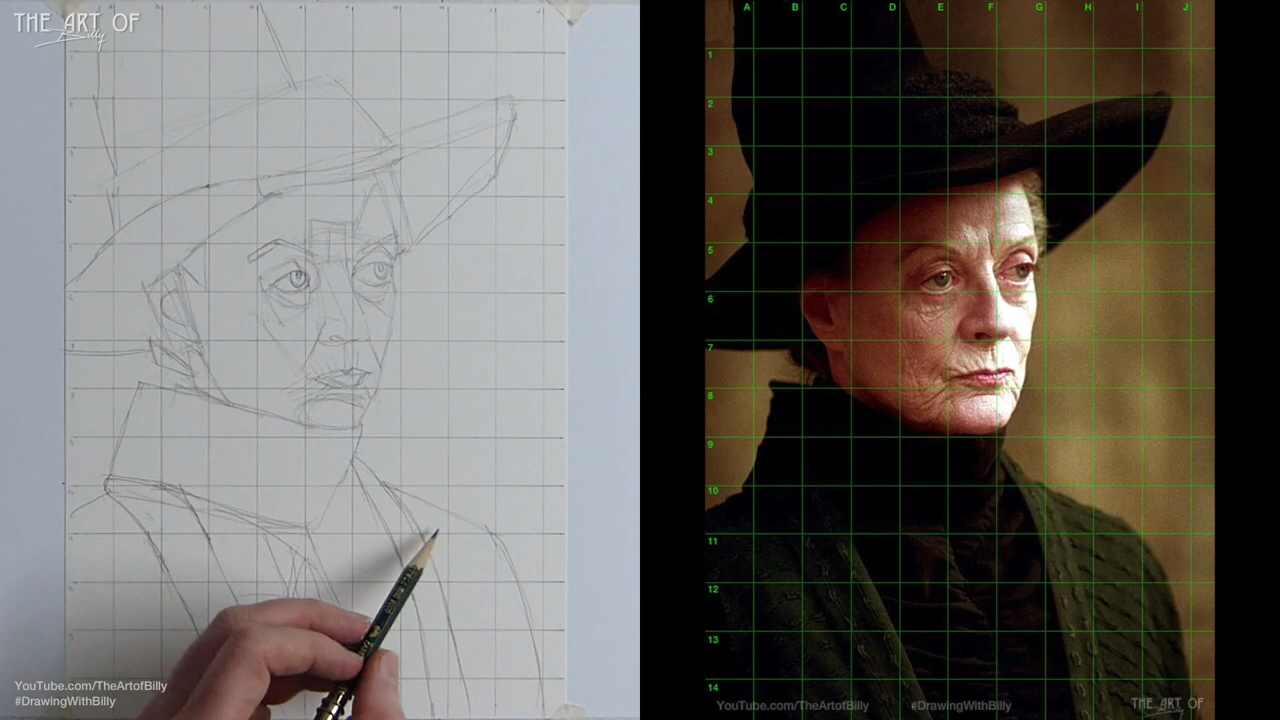 THE ART OF
Billy
A B C D E F G H I J
1
2
3
4
5
6
7
8
9
10
11
12
13
14
YouTube.com/TheArtofBilly
#DrawingWithBilly
YouTube.com/TheArtofBilly #DrawingWithBilly
THE ART OF